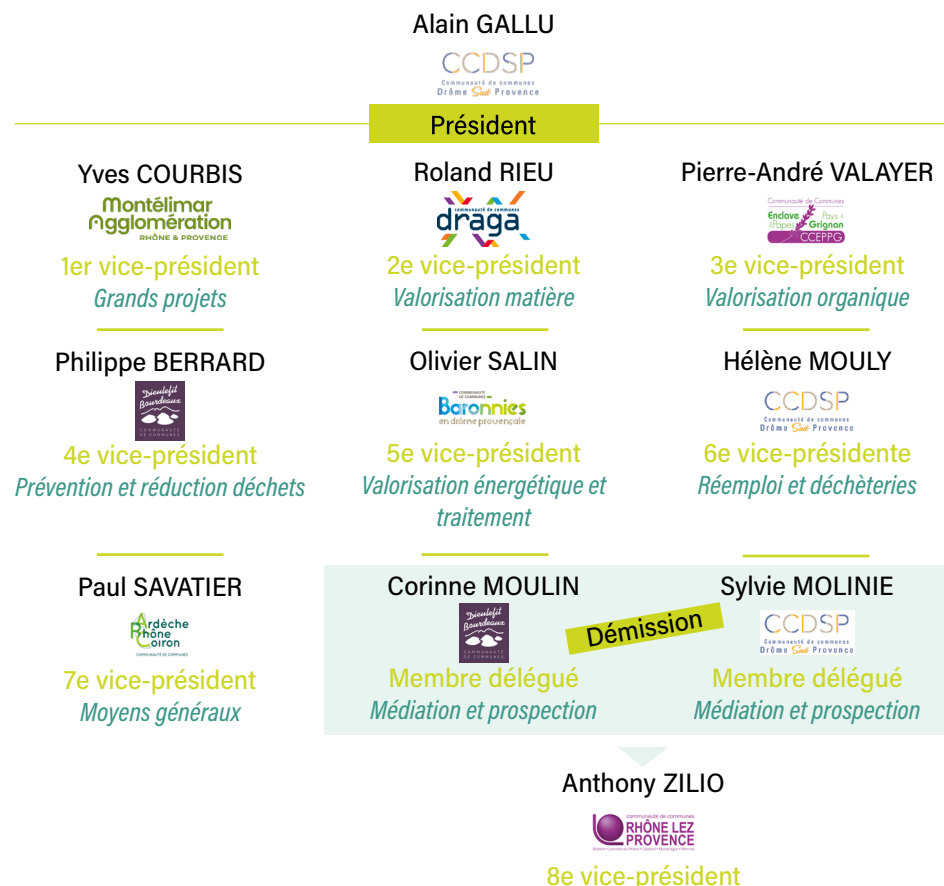 Alain GALLU
CCDSP
Communauté de communes
Drôme Sud Provence
Président
Yves COURBIS
Montélimar
Agglomération
RHÔNE & PROVENCE
1er vice-président
Grands projets
Roland RIEU
communauté de communes
draga
2e vice-président
Valorisation matière
Pierre-André VALAYER
Communauté de Communes
Enclave Pays
Papes Grignan
CCEPPG
3e vice-président
Valorisation organique
Philippe BERRARD
Dieulefit
Bourdeaux
COMMUNAUTÉ
DE COMMUNES
4e vice-président
Prévention et réduction déchets
Olivier SALIN
COMMUNAUTÉ
DE COMMUNES
Baronnies
en drôme provençale
5e vice-président
Valorisation énergétique et
traitement
Hélène MOULY
CCDSP
Communauté de communes
Drôme Sud Provence
6e vice-présidente
Réemploi et déchèteries
Paul SAVATIER
Ardèche
Rhône
Coiron
COMMUNAUTÉ DE COMMUNES
7e vice-président
Moyens généraux
Corinne MOULIN
Dieulefit
Bourdeaux
COMMUNAUTÉ
DE COMMUNES
Membre délégué
Médiation et prospection
Démission
Sylvie MOLINIE
CCDSP
Communauté de communes
Drôme Sud Provence
Membre délégué
Médiation et prospection
Anthony ZILIO
communauté de communes
RHÔNE LEZ
PROVENCE
8e vice-président